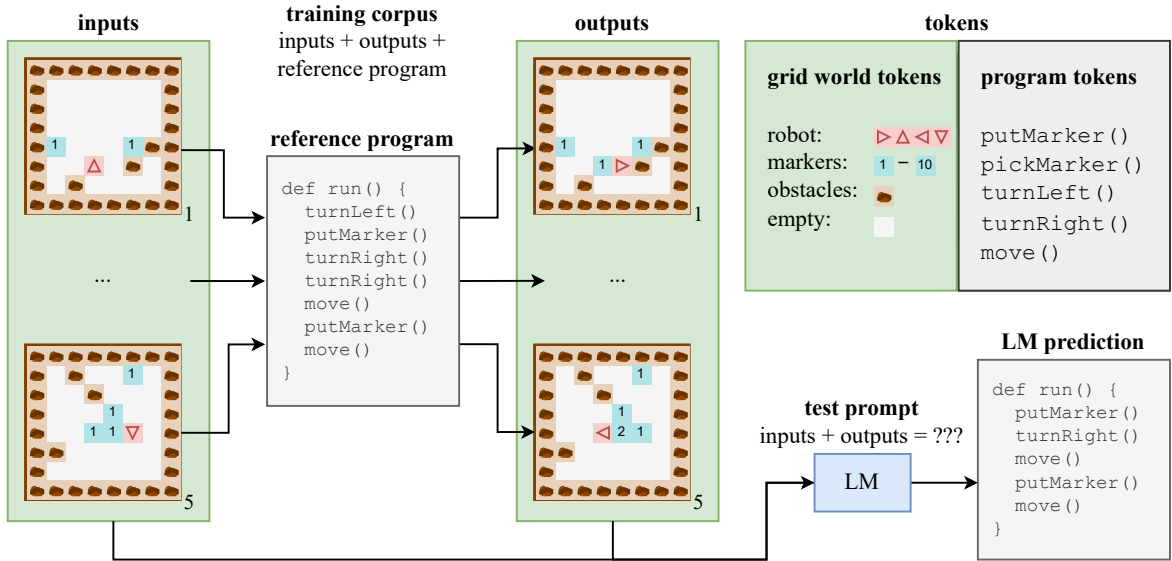 inputs
training corpus
inputs + outputs +
reference program
outputs
tokens
grid world tokens
robot:
markers: 1 – 10
obstacles:
empty:
program tokens
putMarker()
pickMarker()
turnLeft()
turnRight()
move()
1 1
1
...
1
1
1 1
5
reference program
def run() {
turnLeft()
putMarker()
turnRight()
turnRight()
move()
putMarker()
move()
}
1 1
1
1
...
1
1
2 1
5
test prompt
inputs + outputs = ???
LM
LM prediction
def run() {
putMarker()
turnRight()
move()
putMarker()
move()
}